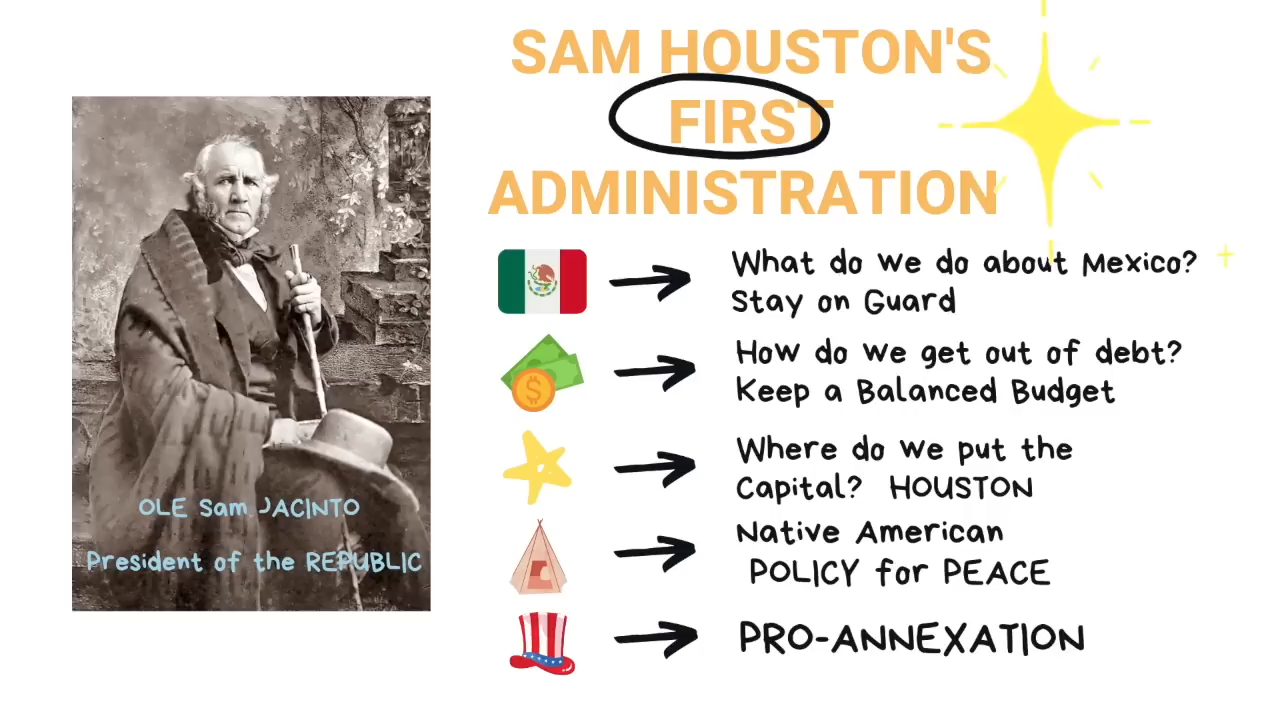 SAM HOUSTON'S
FIRST
ADMINISTRATION
What do we do about Mexico?
Stay on Guard
How do we get out of debt?
Keep a Balanced Budget
$
Where do we put the
Capital? HOUSTON
Native American
POLICY for PEACE
PRO-ANNEXATION
OLE Sam JACINTO
President of the REPUBLIC